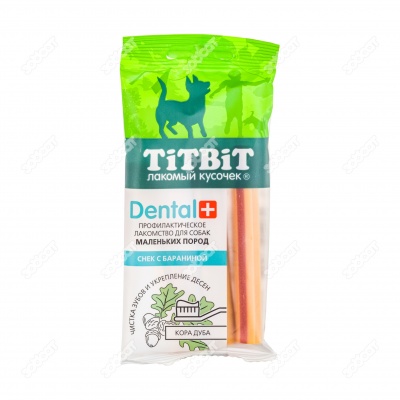 TiTBiT
лакомый кусочек®
Dental+
ПРОФИЛАКТИЧЕСКОЕ
ЛАКОМСТВО ДЛЯ СОБАК
МАЛЕНЬКИХ ПОРОД
СНЕК С БАРАНИНОЙ
ЧИСТКА ЗУБОВ И УКРЕПЛЕНИЕ ДЕСЕН
КОРА ДУБА